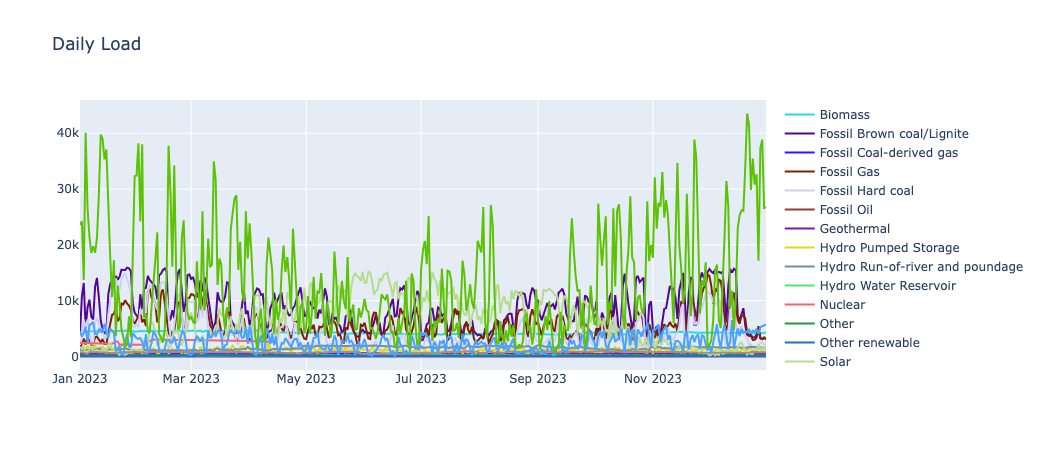 Daily Load
40k
30k
20k
10k
0
Jan 2023
Mar 2023
May 2023
Jul 2023
Sep 2023
Nov 2023
Biomass
Fossil Brown coal/Lignite
Fossil Coal-derived gas
Fossil Gas
Fossil Hard coal
Fossil Oil
Geothermal
Hydro Pumped Storage
Hydro Run-of-river and poundage
Hydro Water Reservoir
Nuclear
Other
Other renewable
Solar